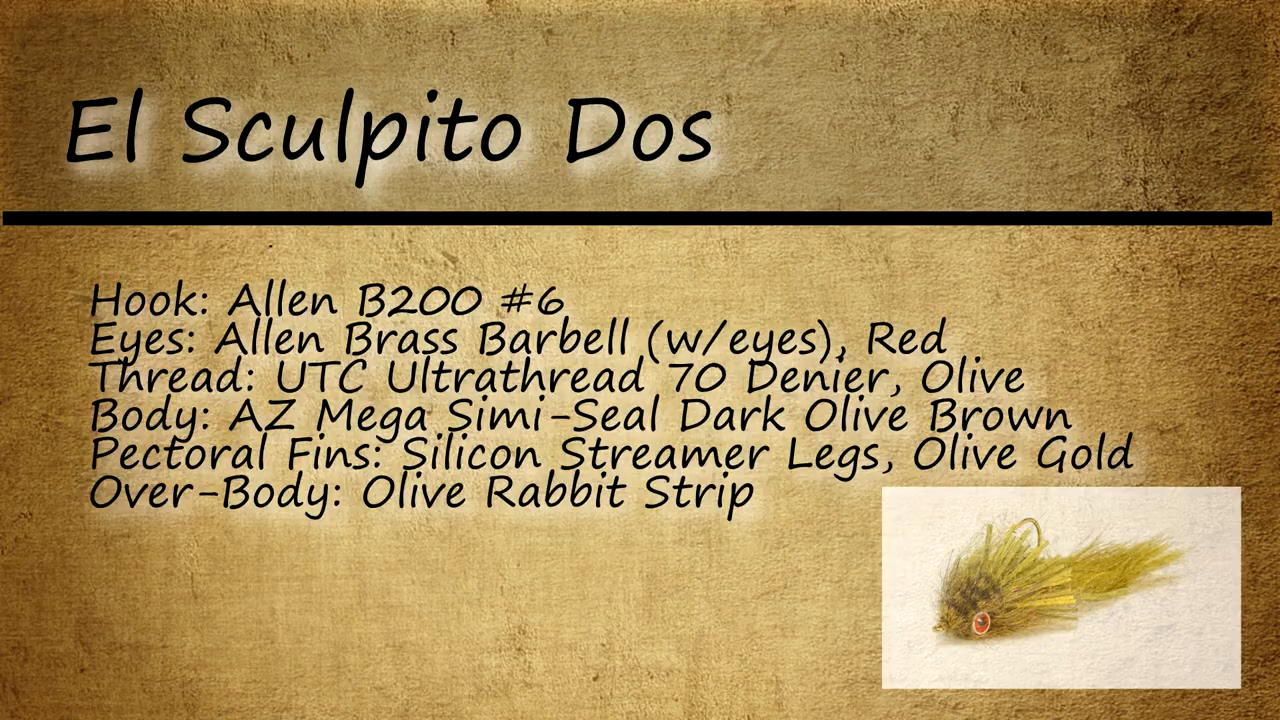 El Sculpito Dos
Hook: Allen B200 #6
Eyes: Allen Brass Barbell (w/eyes), Red
Thread: UTC Ultrathread 70 Denier, Olive
Body: AZ Mega Simi-Seal Dark Olive Brown
Pectoral Fins: Silicon Streamer Legs, Olive Gold
Over-Body: Olive Rabbit Strip